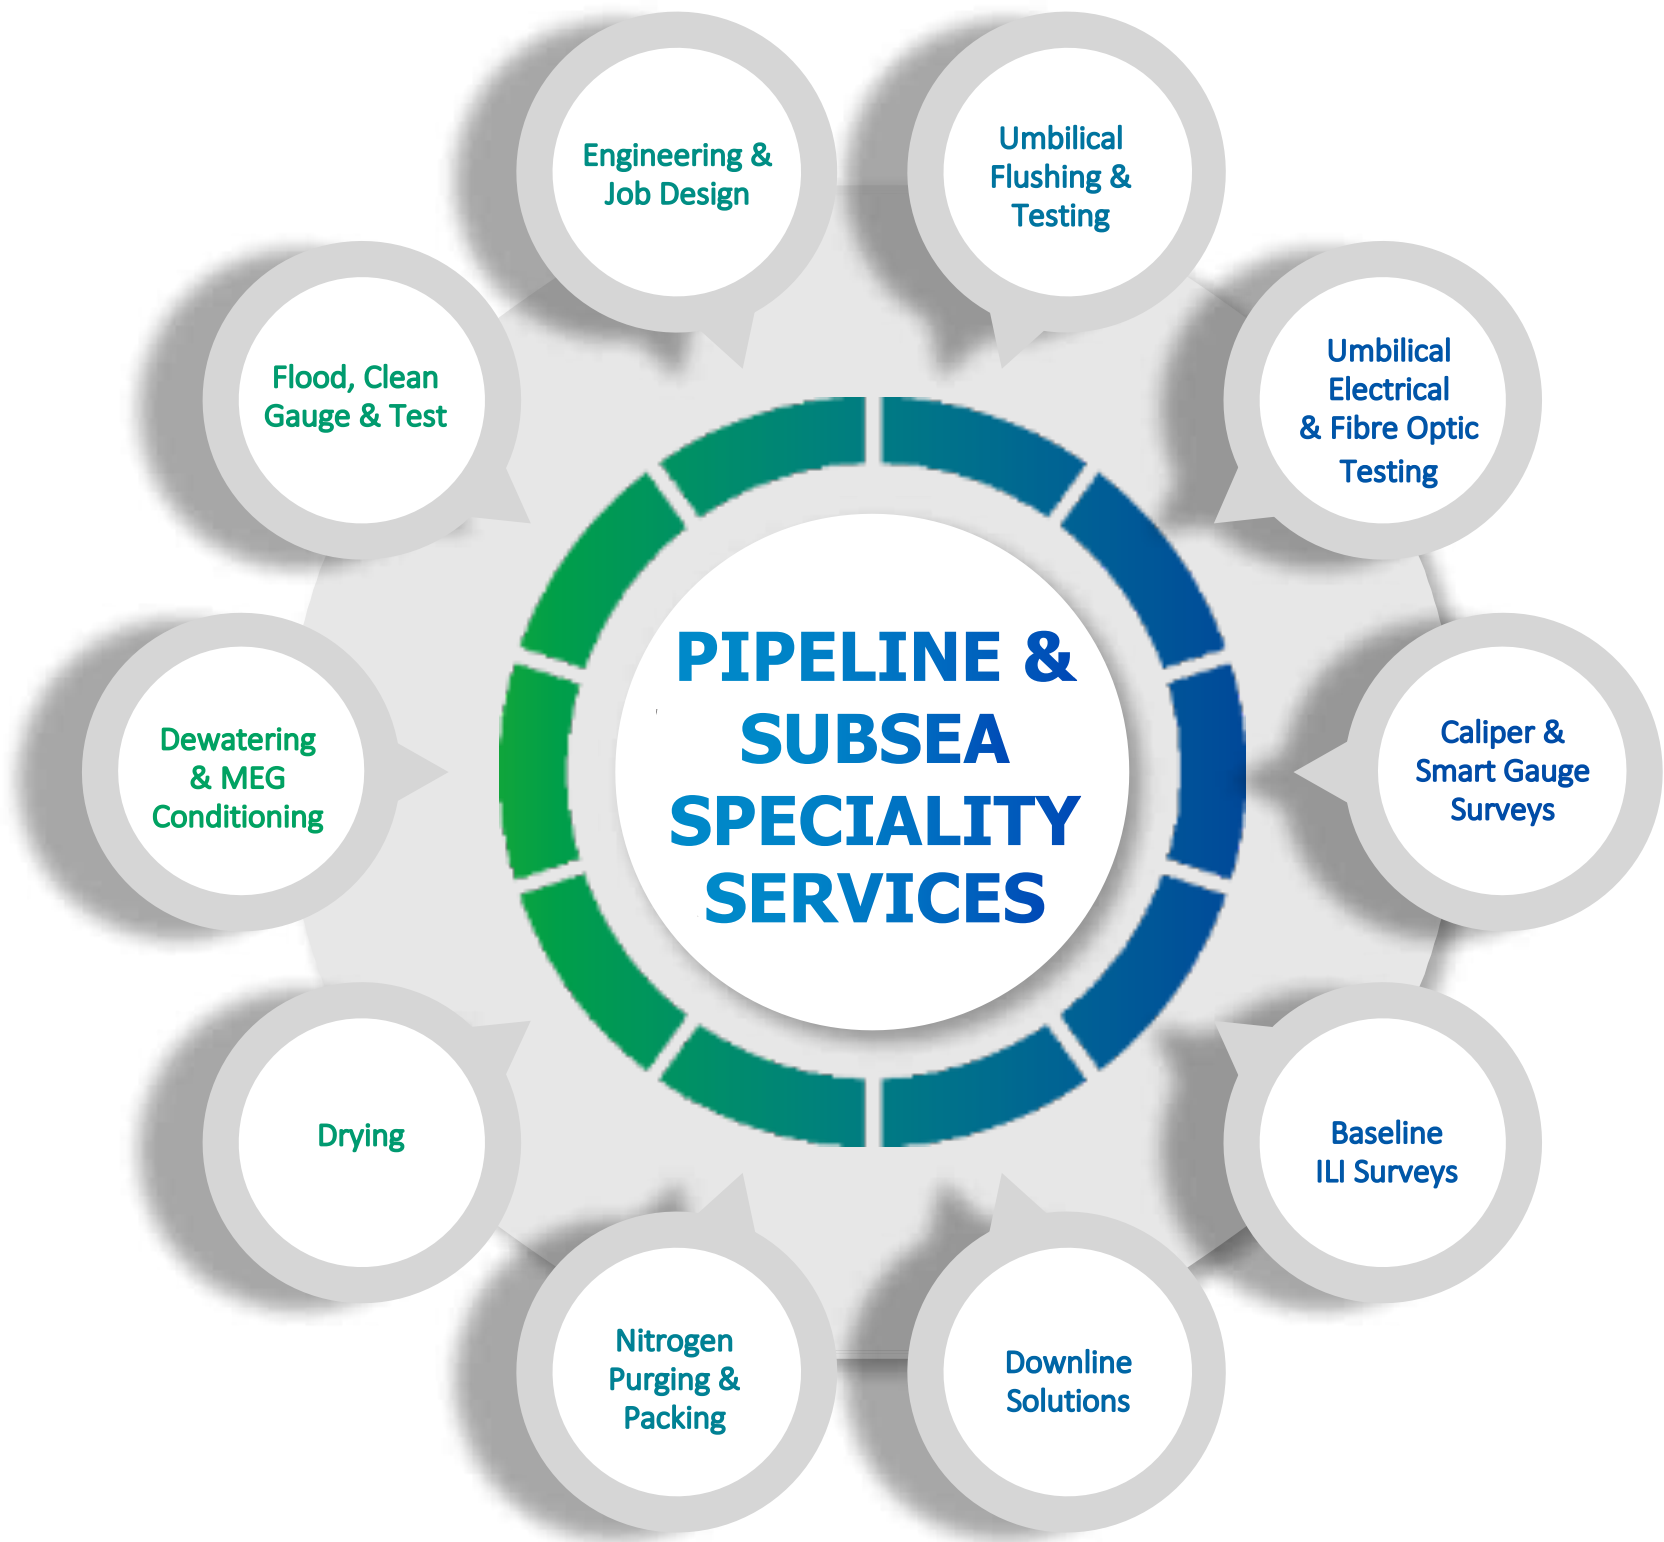 Engineering &
Job Design
Umbilical
Flushing &
Testing
Flood, Clean
Gauge & Test
Umbilical
Electrical
& Fibre Optic
Testing
PIPELINE &
SUBSEA
SPECIALITY
SERVICES
Dewatering
& MEG
Conditioning
Caliper &
Smart Gauge
Surveys
Drying
Baseline
ILI Surveys
Nitrogen
Purging &
Packing
Downline
Solutions